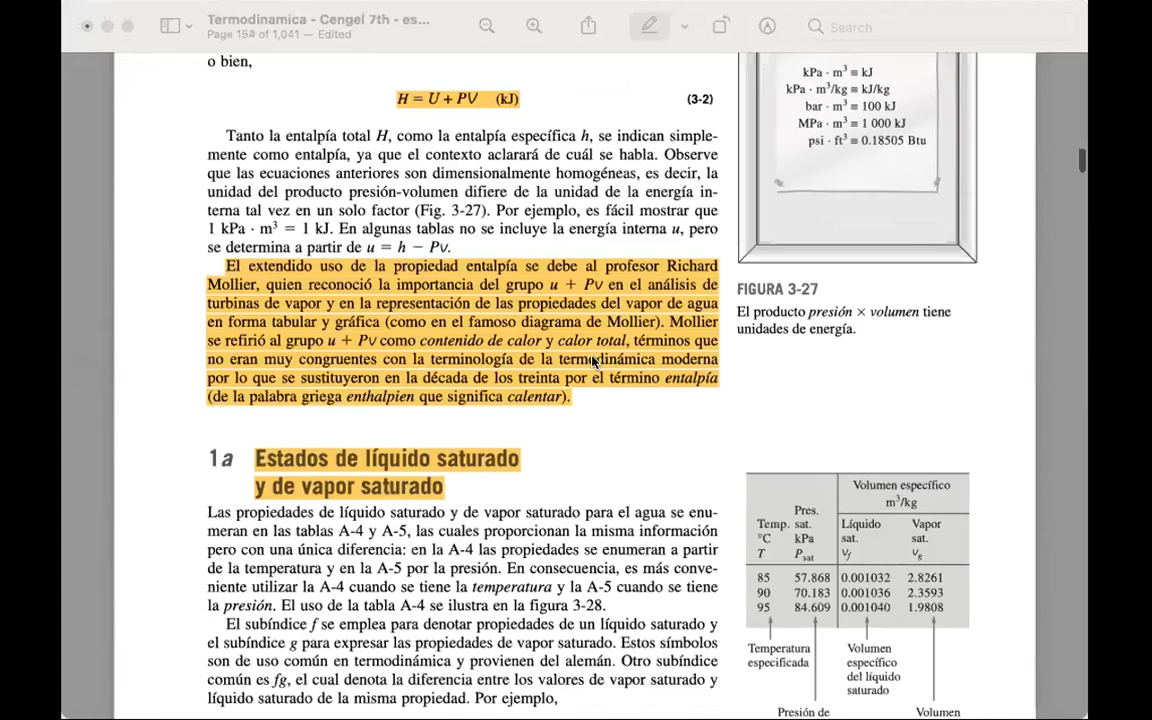 Termodinamica - Cengel 7th - es...
Page 153 of 1,041 — Edited
Search
o bien,
H = U + PV (kJ)
(3-2)
Tanto la entalpía total H, como la entalpía específica h, se indican simple-
mente como entalpía, ya que el contexto aclarará de cuál se habla. Observe
que las ecuaciones anteriores son dimensionalmente homogéneas, es decir, la
unidad del producto presión-volumen difiere de la unidad de la energía in-
terna tal vez en un solo factor (Fig. 3-27). Por ejemplo, es fácil mostrar que
1 kPa · m³ = 1 kJ. En algunas tablas no se incluye la energía interna u, pero
se determina a partir de u = h − Pv.
El extendido uso de la propiedad entalpía se debe al profesor Richard
Mollier, quien reconoció la importancia del grupo u + Pv en el análisis de
turbinas de vapor y en la representación de las propiedades del vapor de agua
en forma tabular y gráfica (como en el famoso diagrama de Mollier). Mollier
se refirió al grupo u + Pv como contenido de calor y calor total, términos que
no eran muy congruentes con la terminología de la termodinámica moderna
por lo que se sustituyeron en la década de los treinta por el término entalpía
(de la palabra griega enthalpien que significa calentar).
1a Estados de líquido saturado
y de vapor saturado
Las propiedades de líquido saturado y de vapor saturado para el agua se enu-
meran en las tablas A-4 y A-5, las cuales proporcionan la misma información
pero con una única diferencia: en la A-4 las propiedades se enumeran a partir
de la temperatura y en la A-5 por la presión. En consecuencia, es más conve-
niente utilizar la A-4 cuando se tiene la temperatura y la A-5 cuando se tiene
la presión. El uso de la tabla A-4 se ilustra en la figura 3-28.
El subíndice f se emplea para denotar propiedades de un líquido saturado y
el subíndice g para expresar las propiedades de vapor saturado. Estos símbolos
son de uso común en termodinámica y provienen del alemán. Otro subíndice
común es fg, el cual denota la diferencia entre los valores de vapor saturado y
líquido saturado de la misma propiedad. Por ejemplo,
kPa · m³ ≡ kJ
kPa · m³/kg ≡ kJ/kg
bar · m³ ≡ 100 kJ
MPa · m³ ≡ 1 000 kJ
psi · ft³ ≡ 0.18505 Btu
FIGURA 3-27
El producto presión × volumen tiene
unidades de energía.
Volumen específico
m³/kg
Pres.
Temp. sat. Líquido Vapor
°C kPa sat. sat.
T Psat vf vg
85 57.868 0.001032 2.8261
90 70.183 0.001036 2.3593
95 84.609 0.001040 1.9808
Temperatura Volumen
especificada específico
del líquido
saturado
Presión de Volumen